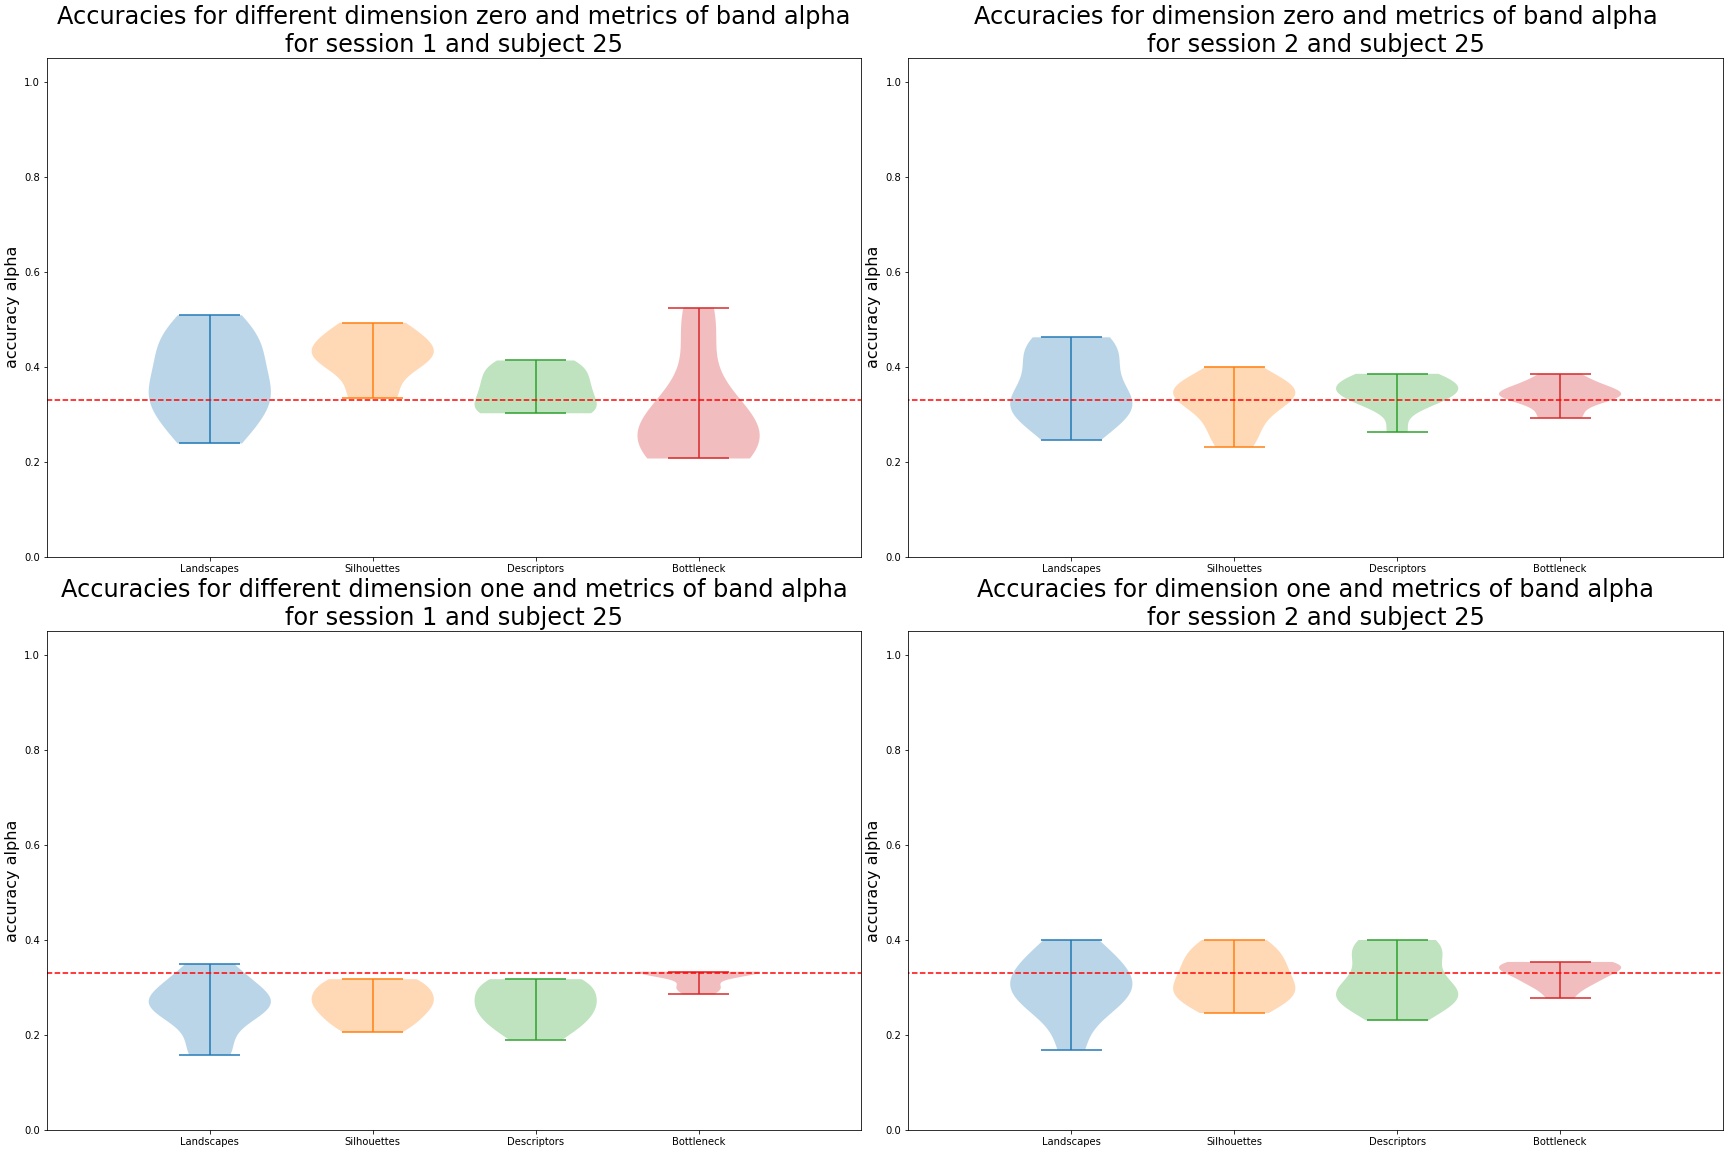 Accuracies for different dimension zero and metrics of band alpha
for session 1 and subject 25
accuracy alpha
1.0
0.8
0.6
0.4
0.2
0.0
Landscapes
Silhouettes
Descriptors
Bottleneck
Accuracies for dimension zero and metrics of band alpha
for session 2 and subject 25
accuracy alpha
1.0
0.8
0.6
0.4
0.2
0.0
Landscapes
Silhouettes
Descriptors
Bottleneck
Accuracies for different dimension one and metrics of band alpha
for session 1 and subject 25
accuracy alpha
1.0
0.8
0.6
0.4
0.2
0.0
Landscapes
Silhouettes
Descriptors
Bottleneck
Accuracies for dimension one and metrics of band alpha
for session 2 and subject 25
accuracy alpha
1.0
0.8
0.6
0.4
0.2
0.0
Landscapes
Silhouettes
Descriptors
Bottleneck